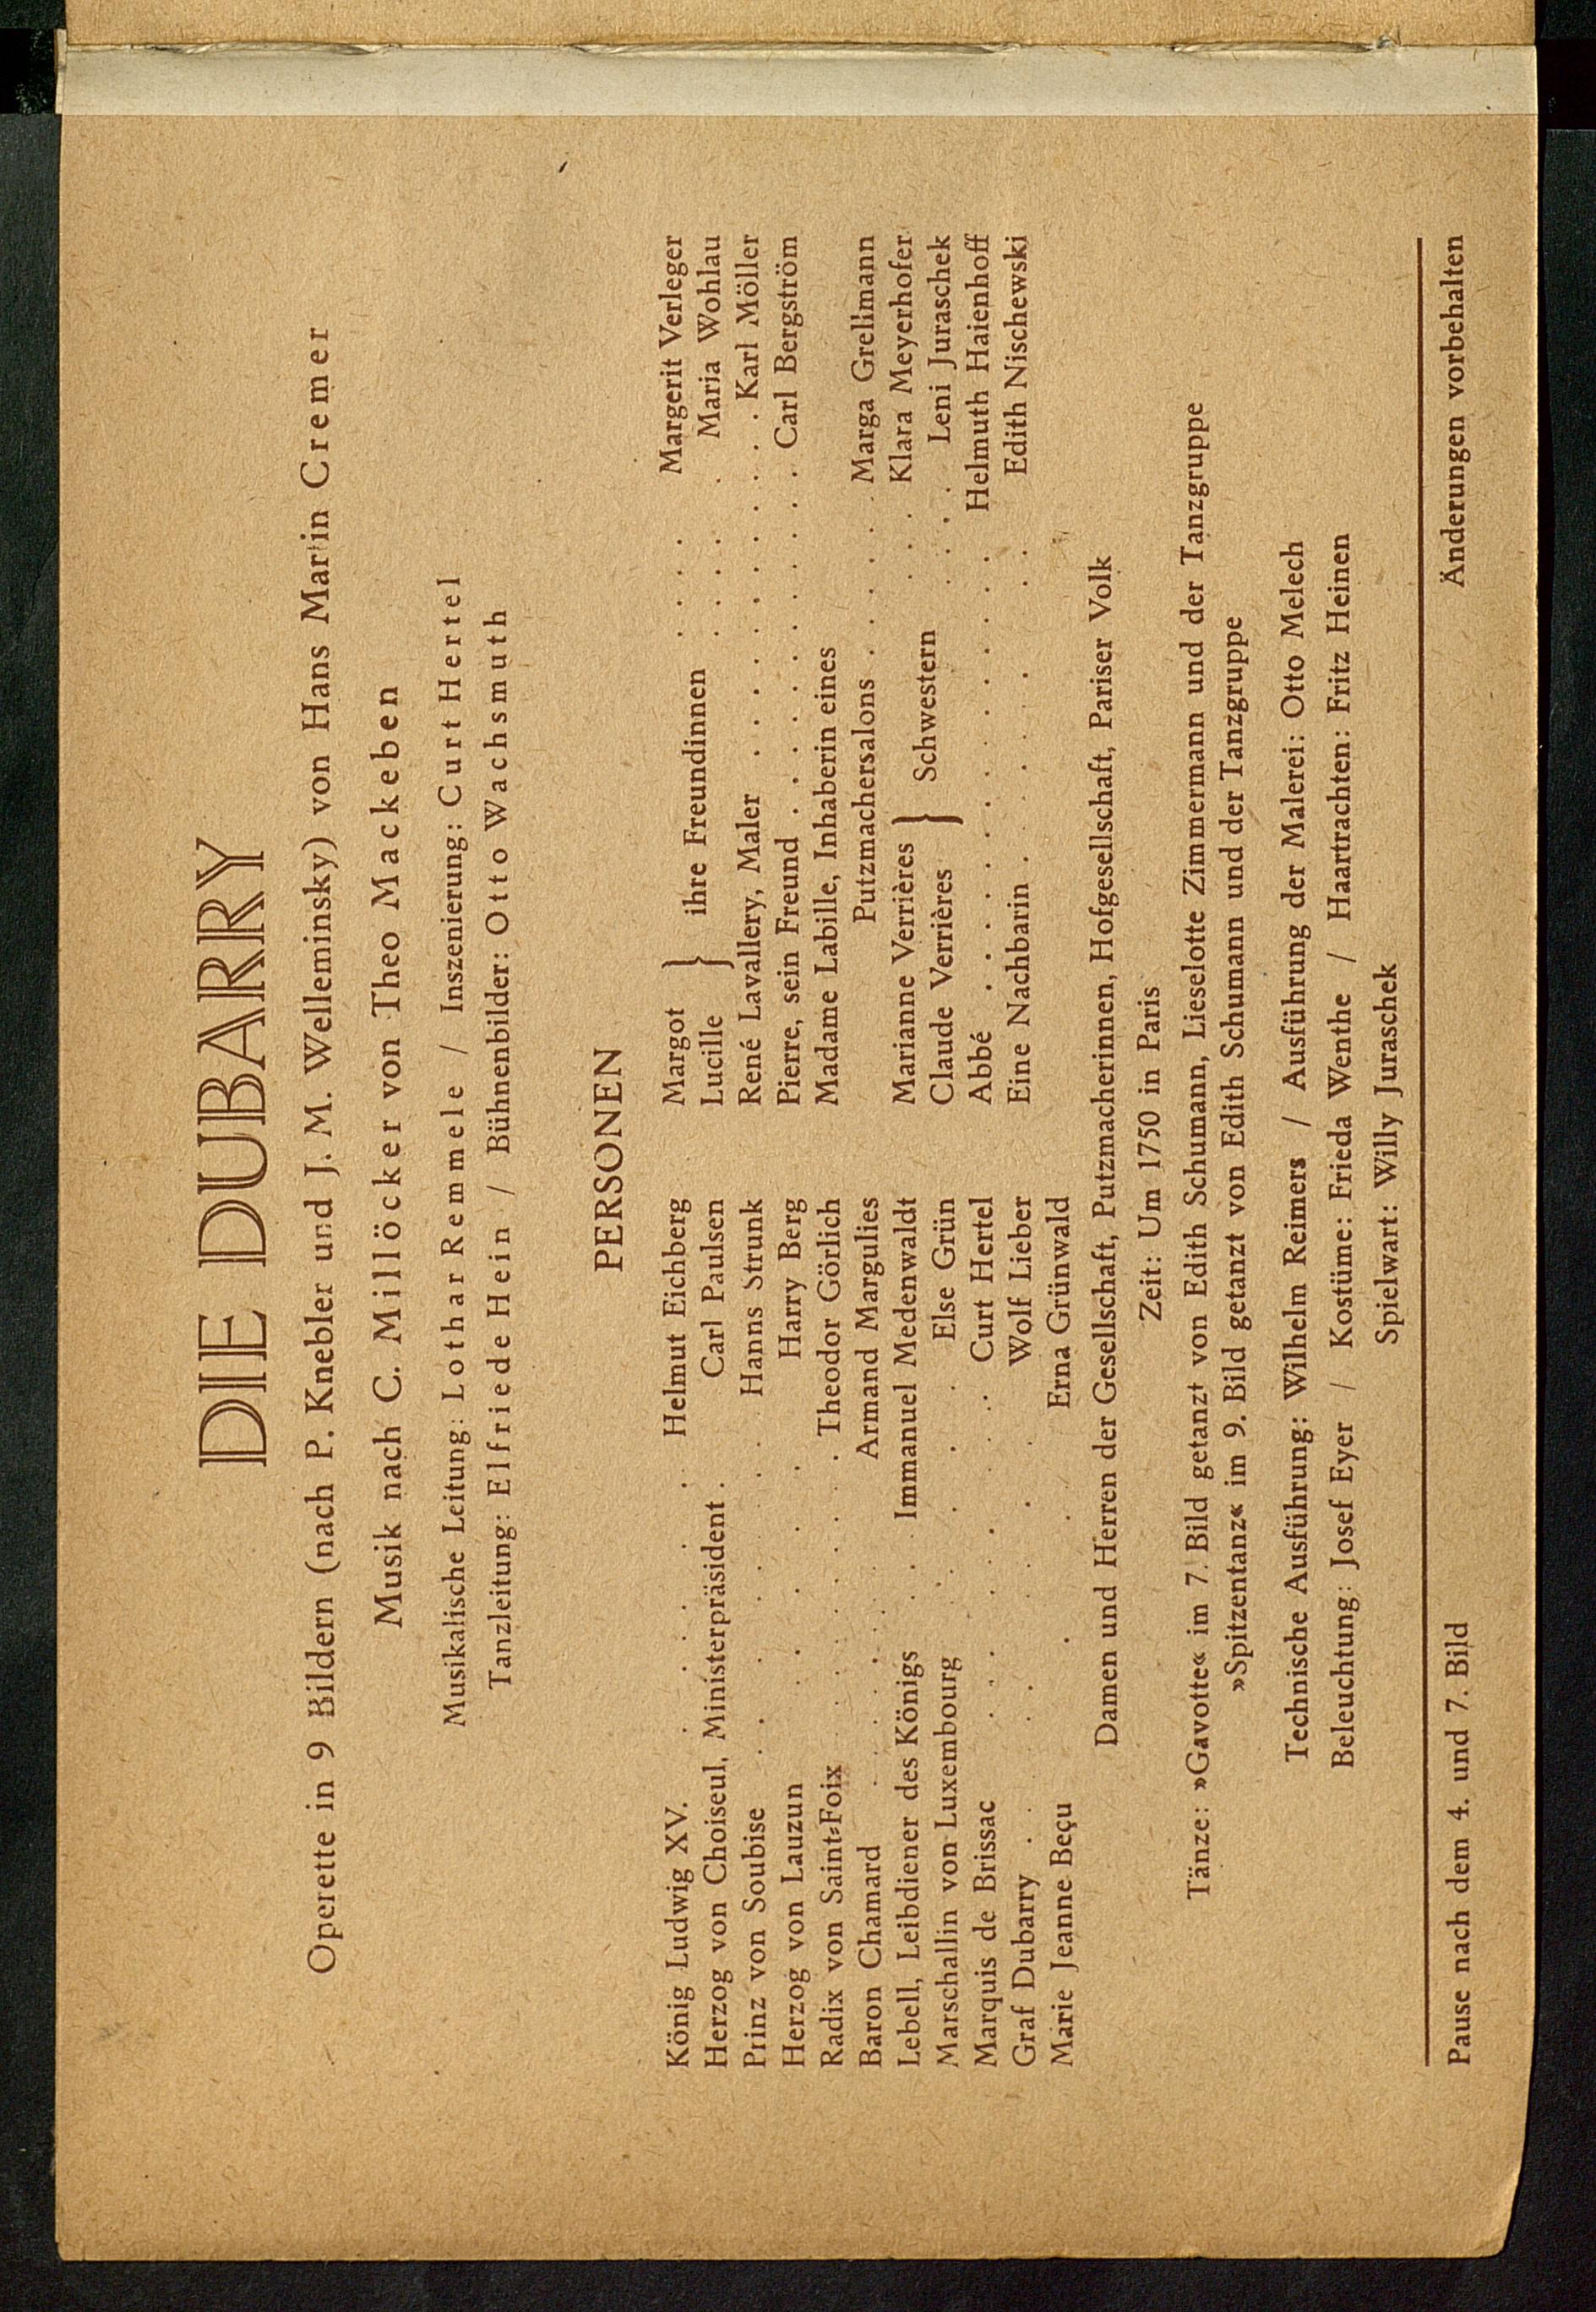 DIE DUBARRY
Operette in 9 Bildern (nach P. Knebler und J. M. Welleminsky) von Hans Martin Cremer
Musik nach C. Millöcker von Theo Mackeben
Musikalische Leitung: Lothar Remmele / Inszenierung: Curt Hertel
Tanzleitung: Elfriede Hein / Bühnenbilder: Otto Wachsmuth
PERSONEN
König Ludwig XV. . . . . . . Helmut Eichberg
Herzog von Choiseul, Ministerpräsident . Carl Paulsen
Prinz von Soubise . . . . . . . Hanns Strunk
Herzog von Lauzun . . . . . Harry Berg
Radix von Saint-Foix . . . . . . Theodor Görlich
Baron Chamard . . . . . Armand Margulies
Lebell, Leibdiener des Königs . . . Immanuel Medenwaldt
Marschallin von Luxembourg . . . . . Else Grün
Marquis de Brissac . . . . . . . Curt Hertel
Graf Dubarry . . . . . . . Wolf Lieber
Marie Jeanne Beçu . . Erna Grünwald
Margot } ihre Freundinnen . . . . Margerit Verleger
Lucille } . . . . . Maria Wohlau
René Lavallery, Maler . . . . . . . . . Karl Möller
Pierre, sein Freund . . . . . . . . . . Carl Bergström
Madame Labille, Inhaberin eines
Putzmachersalons . . . . . Marga Grellmann
Marianne Verrières } Schwestern . . . Klara Meyerhofer
Claude Verrières } . . . . Leni Juraschek
Abbé . . . . . . . . . . . . Helmuth Haienhoff
Eine Nachbarin . . . . . . Edith Nischewski
Damen und Herren der Gesellschaft, Putzmacherinnen, Hofgesellschaft, Pariser Volk
Zeit: Um 1750 in Paris
Tänze: »Gavotte« im 7. Bild getanzt von Edith Schumann, Lieselotte Zimmermann und der Tanzgruppe
»Spitzentanz« im 9. Bild getanzt von Edith Schumann und der Tanzgruppe
Technische Ausführung: Wilhelm Reimers / Ausführung der Malerei: Otto Melech
Beleuchtung: Josef Eyer / Kostüme: Frieda Wenthe / Haartrachten: Fritz Heinen
Spielwart: Willy Juraschek
Pause nach dem 4. und 7. Bild Änderungen vorbehalten